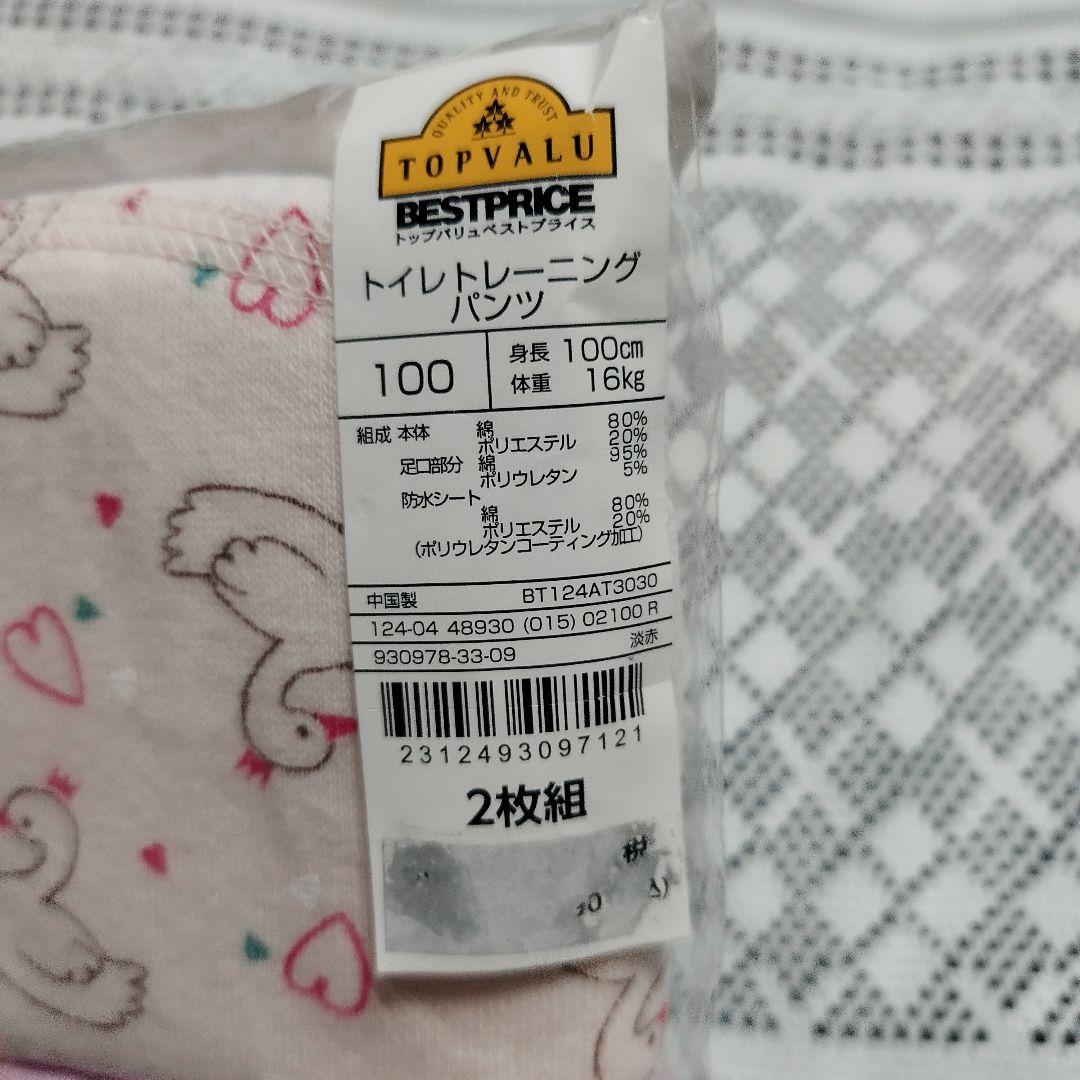 QUALITY AND TRUST
TOPVALU
BESTPRICE
トップバリュベストプライス
トイレトレーニング
パンツ
100 身長 100cm
体重 16kg
組成 本体 綿 80%
ポリエステル 20%
足口部分 綿 95%
ポリウレタン 5%
防水シート
綿 80%
ポリエステル 20%
(ポリウレタンコーティング加工)
中国製 BT124AT3030
124-04 48930 (015) 02100 R
930978-33-09 淡赤
2312493097121
2枚組
税